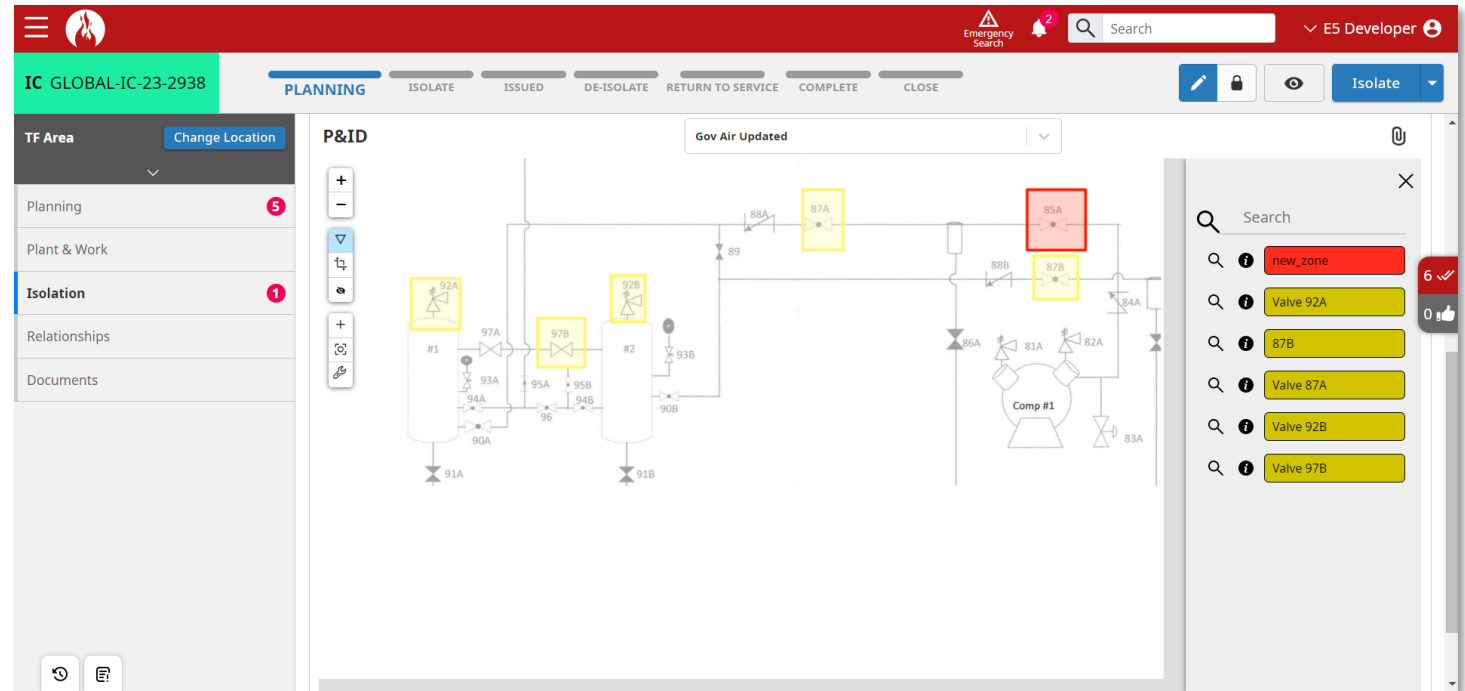 Emergency
Search
2
Search
E5 Developer
IC GLOBAL-IC-23-2938
PLANNING
ISOLATE
ISSUED
DE-ISOLATE
RETURN TO SERVICE
COMPLETE
CLOSE
Isolate
TF Area
Change Location
Planning
5
Plant & Work
Isolation
1
Relationships
Documents
P&ID
Gov Air Updated
+
−
+
88A
87A
85A
89
88B
87B
92A
92B
84A
97A
97B
#1
#2
93B
86A
81A
82A
93A
95A
95B
94A
94B
96
90B
90A
Comp #1
83A
91A
91B
Search
new_zone
Valve 92A
87B
Valve 87A
Valve 92B
Valve 97B
6
0